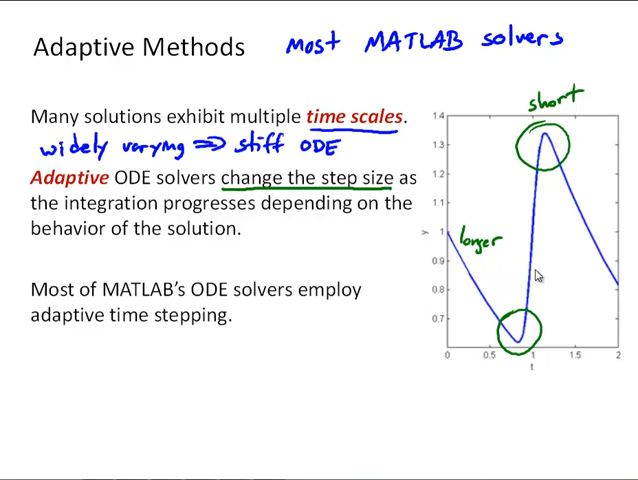 Adaptive Methods most MATLAB solvers
Many solutions exhibit multiple time scales.
widely varying => stiff ODE
Adaptive ODE solvers change the step size as
the integration progresses depending on the
behavior of the solution.
Most of MATLAB's ODE solvers employ
adaptive time stepping.
short
1.4
1.3
1.2
1.1
1
0.9
0.8
0.7
y
longer
0 0.5 1 1.5 2
t